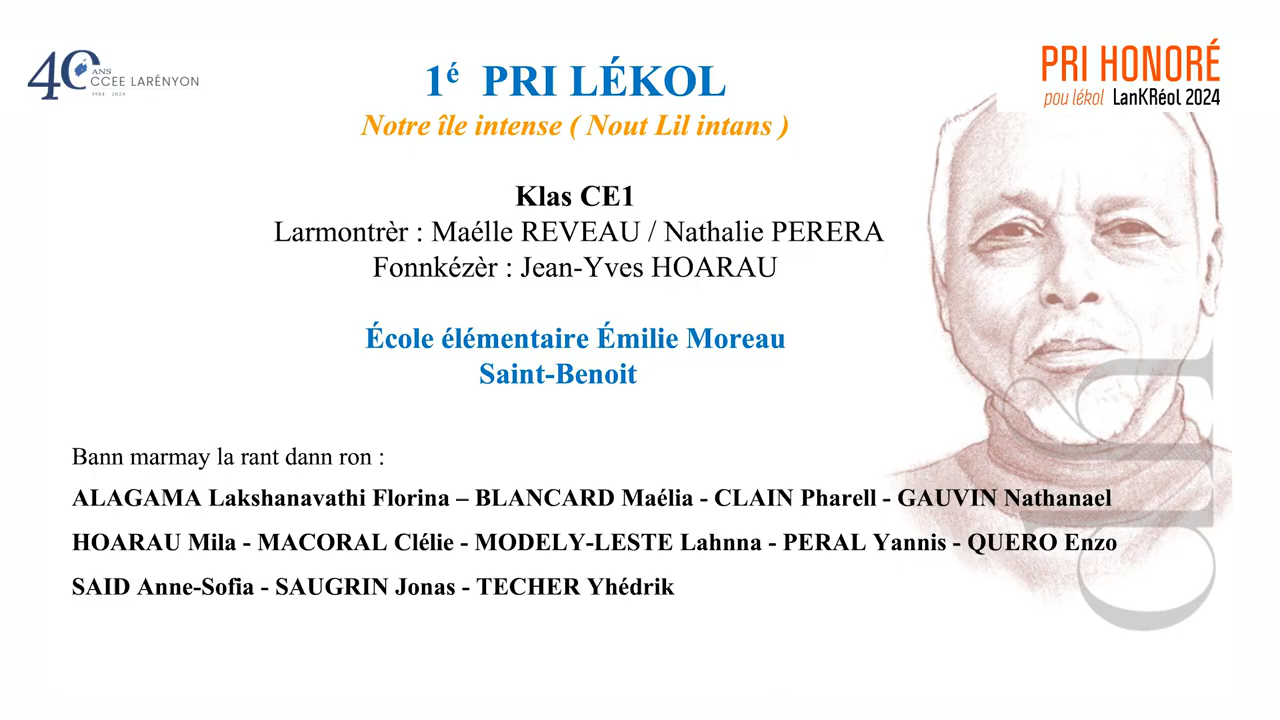 40 ANS
CCEE LARÉNYON
1984 - 2024
PRI HONORÉ
pou lékol LanKRéol 2024
1é PRI LÉKOL
Notre île intense ( Nout Lil intans )
Klas CE1
Larmontrèr : Maélle REVEAU / Nathalie PERERA
Fonnkézèr : Jean-Yves HOARAU
École élémentaire Émilie Moreau
Saint-Benoit
Bann marmay la rant dann ron :
ALAGAMA Lakshanavathi Florina – BLANCARD Maélia - CLAIN Pharell - GAUVIN Nathanael
HOARAU Mila - MACORAL Clélie - MODELY-LESTE Lahnna - PERAL Yannis - QUERO Enzo
SAID Anne-Sofia - SAUGRIN Jonas - TECHER Yhédrik